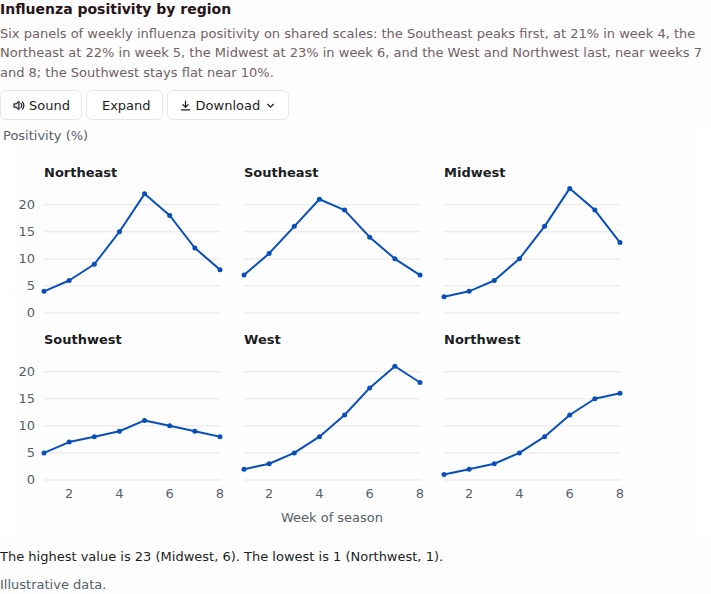 Influenza positivity by region
Six panels of weekly influenza positivity on shared scales: the Southeast peaks first, at 21% in week 4, the
Northeast at 22% in week 5, the Midwest at 23% in week 6, and the West and Northwest last, near weeks 7
and 8; the Southwest stays flat near 10%.
Sound Expand Download
Positivity (%)
Northeast Southeast Midwest
20
15
10
5
0
Southwest West Northwest
20
15
10
5
0
2 4 6 8 2 4 6 8 2 4 6 8
Week of season
The highest value is 23 (Midwest, 6). The lowest is 1 (Northwest, 1).
Illustrative data.